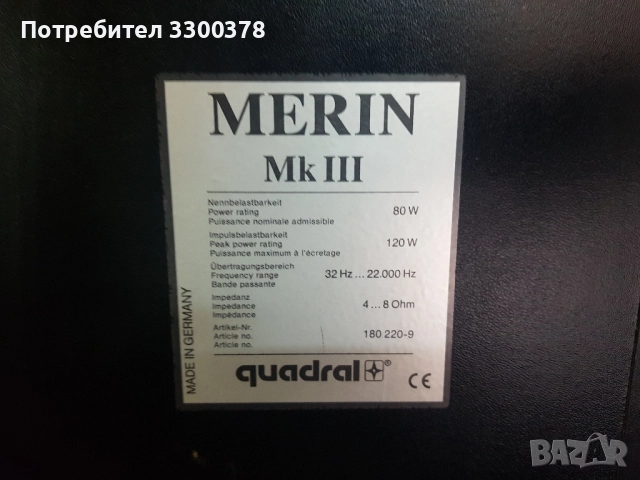 Потребител 3300378
MERIN
Mk III
Nennbelastbarkeit
Power rating 80 W
Puissance nominale admissible
Impulsbelastbarkeit
Peak power rating 120 W
Puissance maximum à l'écretage
Übertragungsbereich
Frequency range 32 Hz ... 22.000 Hz
Bande passante
Impedanz
Impedance 4 ... 8 Ohm
Impédance
Artikel-Nr.
Article no. 180 220-9
Article no.
MADE IN GERMANY
quadral ® CE
BAZAR